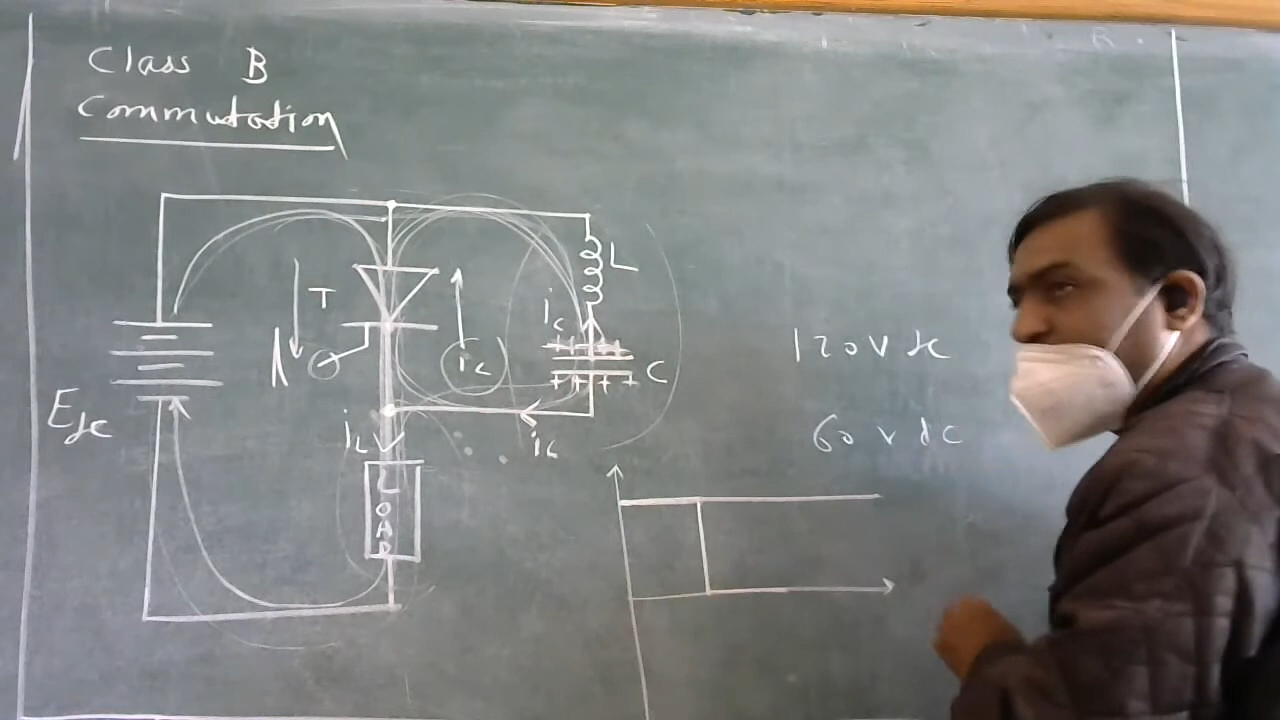 Class B
Commutation
T
L
ic
ic
C
Edc
iL
ic
LOAD
120 V dc
60 V dc